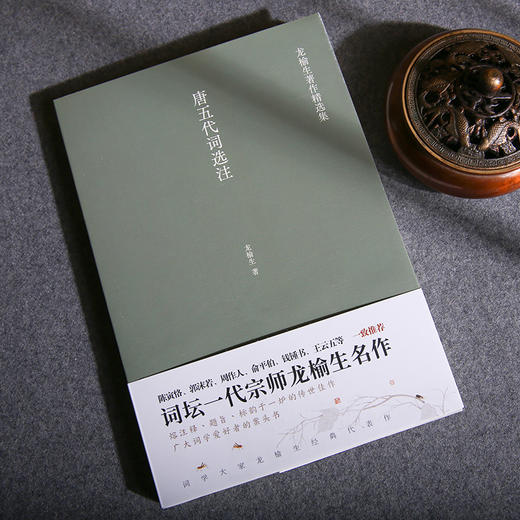 龙榆生著作精选集
唐五代词选注
龙榆生 著
陈寅恪、郭沫若、周作人、俞平伯、钱锺书、王云五等 一致推荐
词坛一代宗师龙榆生名作
熔注释、题旨、标韵于一炉的传世佳作
广大词学爱好者的案头书
词学大家龙榆生经典代表作